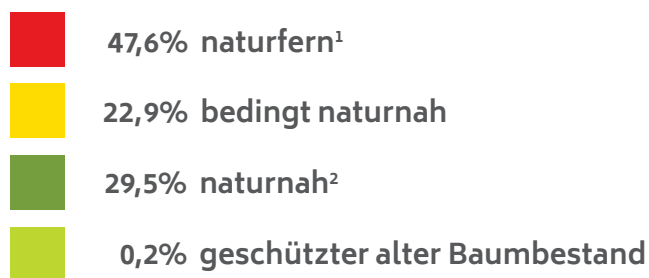 47,6% naturfern¹
22,9% bedingt naturnah
29,5% naturnah²
0,2% geschützter alter Baumbestand